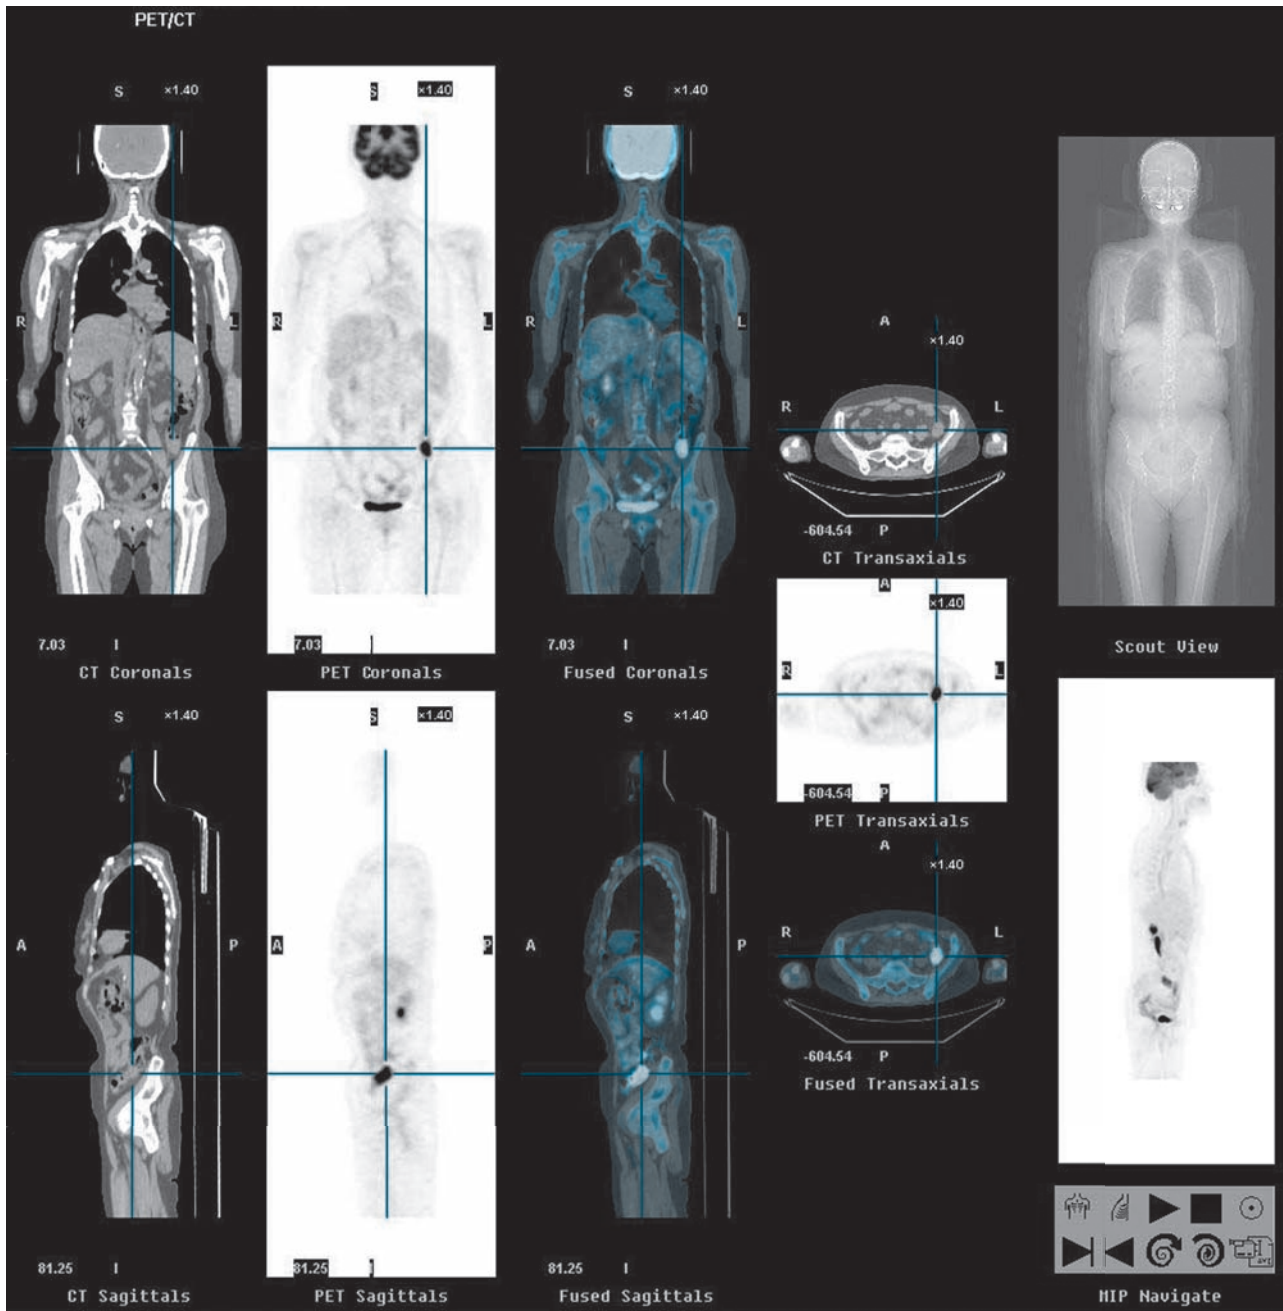 PET/CT
S ×1.40
S ×1.40
S ×1.40
R L
R L
R L
7.03 I
CT Coronals
7.03 I
PET Coronals
7.03 I
Fused Coronals
A
×1.40
R L
-604.54 P
CT Transaxials
A
×1.40
R L
-604.54 P
PET Transaxials
A
×1.40
R L
-604.54 P
Fused Transaxials
Scout View
S ×1.40
S ×1.40
S ×1.40
A P
A P
A P
81.25 I
CT Sagittals
81.25 I
PET Sagittals
81.25 I
Fused Sagittals
MIP Navigate